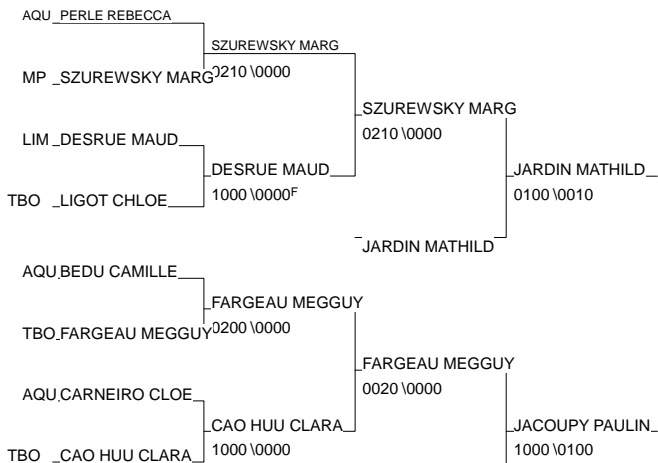 AQU PERLE REBECCA
SZUREWSKY MARG
MP SZUREWSKY MARG 0210 \0000
SZUREWSKY MARG
0210 \0000
LIM DESRUE MAUD
DESRUE MAUD
1000 \0000F
JARDIN MATHILD
0100 \0010
TBO LIGOT CHLOE
JARDIN MATHILD
AQU BEDU CAMILLE
FARGEAU MEGGUY
TBO FARGEAU MEGGUY 0200 \0000
FARGEAU MEGGUY
0020 \0000
AQU CARNEIRO CLOE
CAO HUU CLARA
1000 \0000
JACOUPY PAULIN
1000 \0100
TBO CAO HUU CLARA